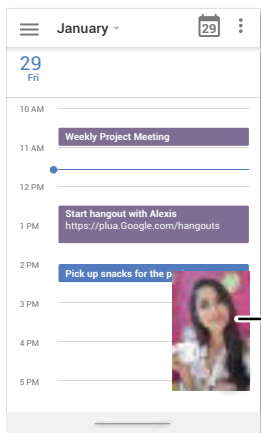 January
29
29
Fri
10 AM
Weekly Project Meeting
11 AM
12 PM
Start hangout with Alexis
https://plua.Google.com/hangouts
1 PM
2 PM
Pick up snacks for the p
3 PM
4 PM
5 PM